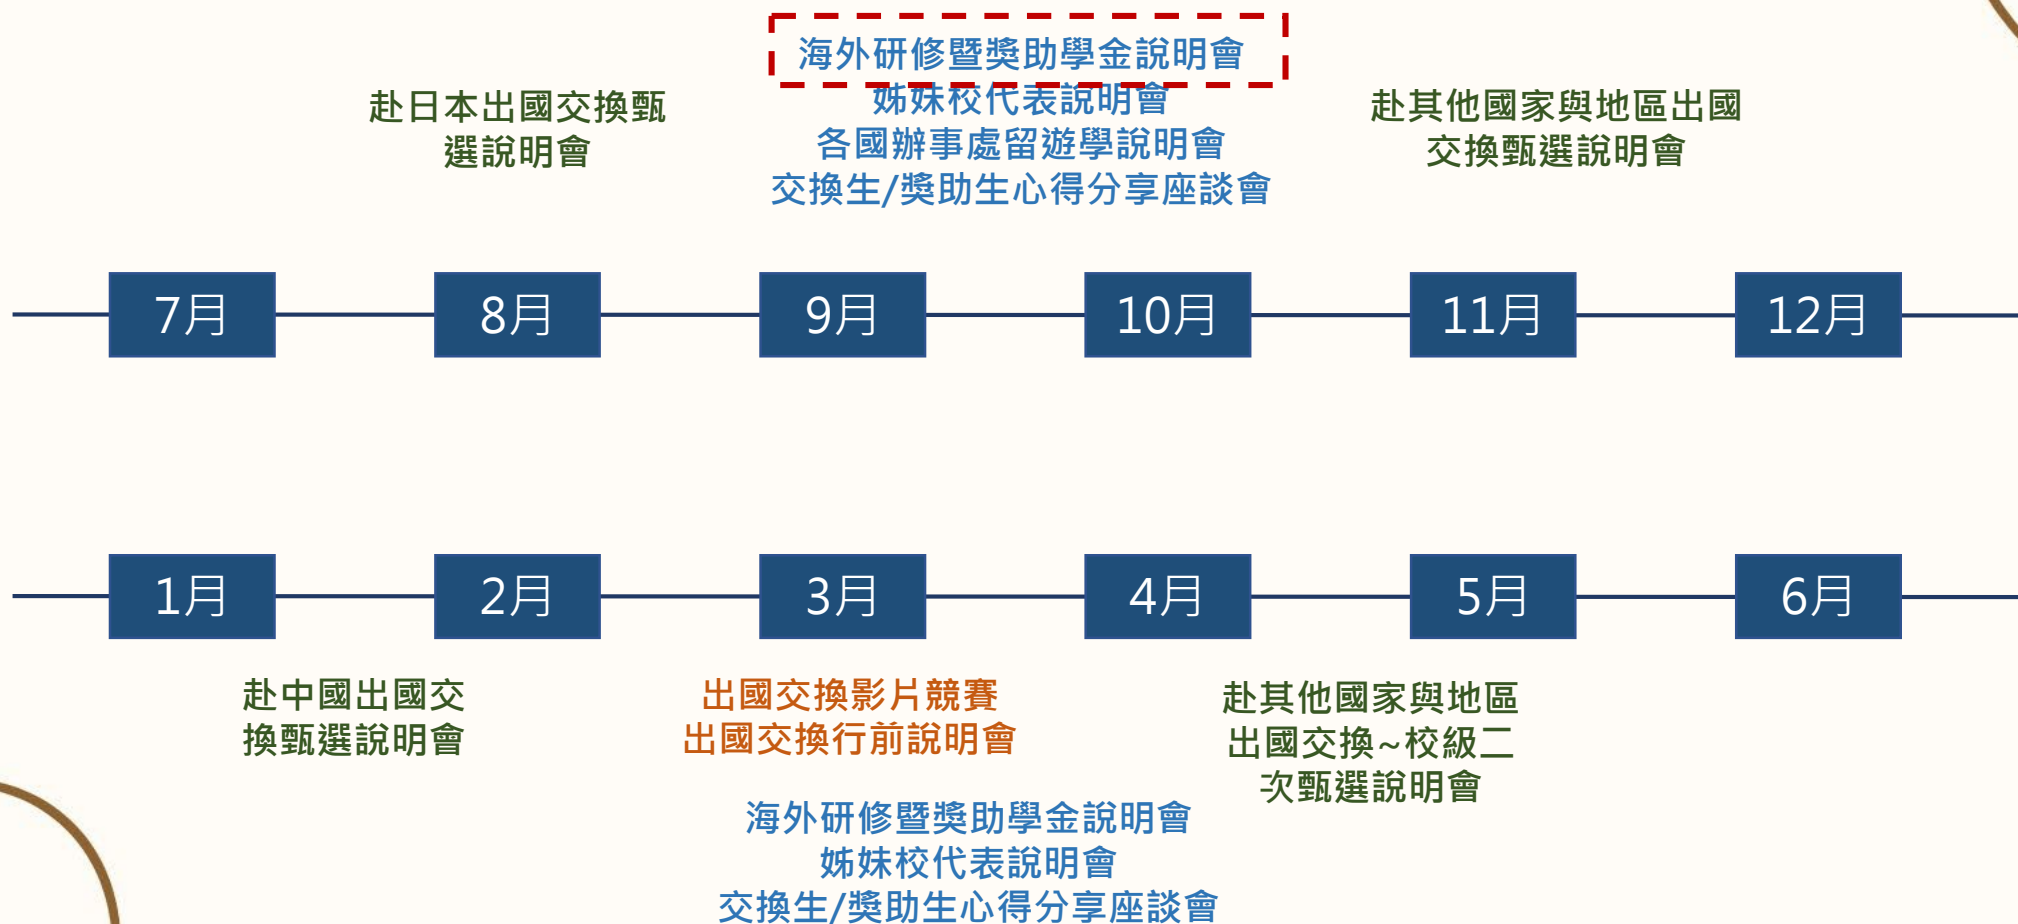 海外研修暨獎助學金說明會
姊妹校代表說明會
各國辦事處留遊學說明會
交換生/獎助生心得分享座談會
赴日本出國交換甄
選說明會
赴其他國家與地區出國
交換甄選說明會
7月
8月
9月
10月
11月
12月
1月
2月
3月
4月
5月
6月
赴中國出國交
換甄選說明會
出國交換影片競賽
出國交換行前說明會
赴其他國家與地區
出國交換~校級二
次甄選說明會
海外研修暨獎助學金說明會
姊妹校代表說明會
交換生/獎助生心得分享座談會